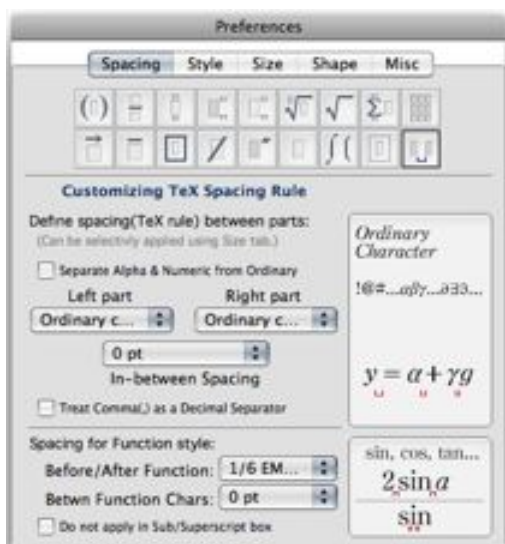 Preferences
Spacing Style Size Shape Misc
Customizing TeX Spacing Rule
Define spacing(TeX rule) between parts:
(Can be selectivly applied using Size tab.)
Separate Alpha & Numeric from Ordinary
Left part Right part
Ordinary c... Ordinary c...
0 pt
In-between Spacing
Treat Comma(,) as a Decimal Separator
Ordinary
Character
!@#...αβγ...∂∃∋...
y = α + γg
Spacing for Function style:
Before/After Function: 1/6 EM...
Betwn Function Chars: 0 pt
Do not apply in Sub/Superscript box
sin, cos, tan...
2sin a
sin